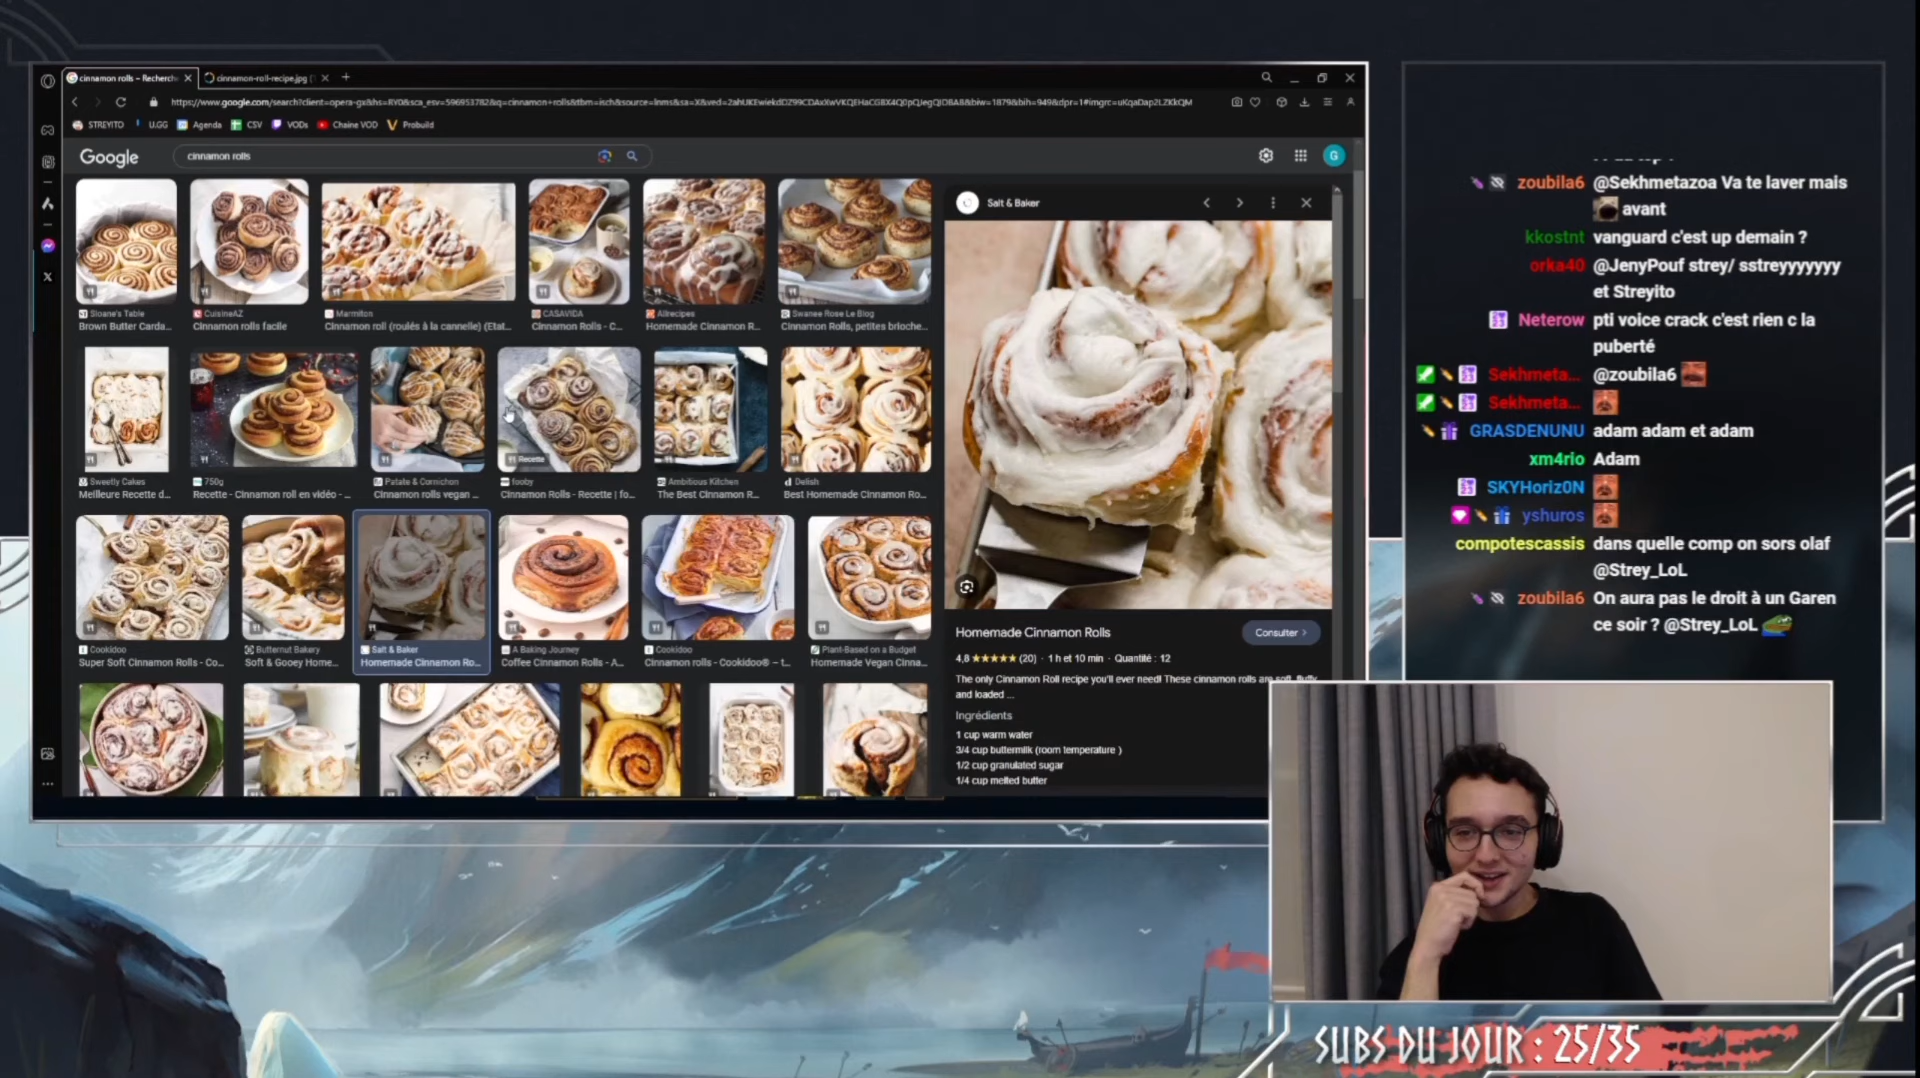 cinnamon rolls – Recherch
cinnamon-roll-recipe.jpg
STREYITO
U.GG
Agenda
CSV
VODs
Chaine VOD
Probuild
Google
cinnamon rolls
G
Sloane's Table
Brown Butter Carda...
CuisineAZ
Cinnamon rolls facile
Marmiton
Cinnamon roll (roulés à la cannelle) (Etat...
CASAVIDA
Cinnamon Rolls - C...
Allrecipes
Homemade Cinnamon R...
Swanee Rose Le Blog
Cinnamon Rolls, petites brioche...
Recette
Sweetly Cakes
Meilleure Recette d...
750g
Recette - Cinnamon roll en vidéo - ...
Patate & Cornichon
Cinnamon rolls vegan ...
fooby
Cinnamon Rolls - Recette | fo...
Ambitious Kitchen
The Best Cinnamon R...
Delish
Best Homemade Cinnamon Ro...
Cookidoo
Super Soft Cinnamon Rolls - Co...
Butternut Bakery
Soft & Gooey Home...
Salt & Baker
Homemade Cinnamon Ro...
A Baking Journey
Coffee Cinnamon Rolls - A...
Cookidoo
Cinnamon rolls - Cookidoo® – t...
Plant-Based on a Budget
Homemade Vegan Cinna...
Salt & Baker
Homemade Cinnamon Rolls
Consulter
4,8 ★★★★★ (20) · 1 h et 10 min · Quantité : 12
The only Cinnamon Roll recipe you'll ever need! These cinnamon rolls are soft, fluffy
and loaded ...
Ingrédients
1 cup warm water
3/4 cup buttermilk (room temperature )
1/2 cup granulated sugar
1/4 cup melted butter
zoubila6 @Sekhmetazoa Va te laver mais
avant
kkostnt vanguard c'est up demain ?
orka40 @JenyPouf strey/ sstreyyyyyyy
et Streyito
Neterow pti voice crack c'est rien c la
puberté
Sekhmeta... @zoubila6
Sekhmeta...
GRASDENUNU adam adam et adam
xm4rio Adam
SKYHoriz0N
yshuros
compotescassis dans quelle comp on sors olaf
@Strey_LoL
zoubila6 On aura pas le droit à un Garen
ce soir ? @Strey_LoL
SUBS DU JOUR : 25/35